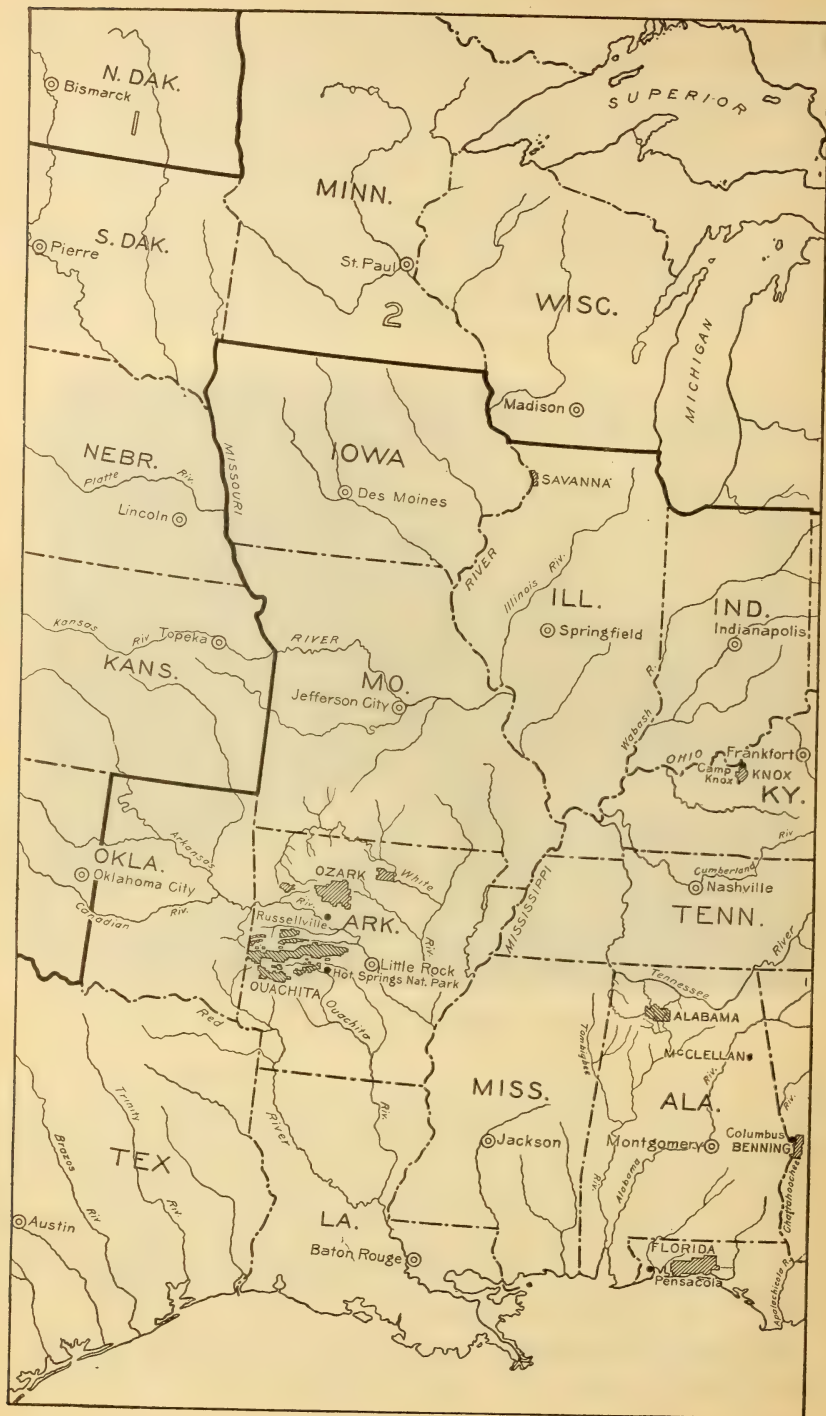 N. DAK.
Bismarck
1
SUPERIOR
MINN.
S. DAK.
Pierre
St. Paul
2
WISC.
MICHIGAN
Madison
NEBR.
Platte Riv.
Lincoln
MISSOURI
IOWA
Des Moines
SAVANNA
RIVER
Illinois Riv.
ILL.
Springfield
IND.
Indianapolis
Kansas Riv
Topeka
KANS.
RIVER
MO.
Jefferson City
Wabash R.
OHIO
Frankfort
Camp Knox
KNOX
KY.
Arkansas
OKLA.
Oklahoma City
Canadian Riv.
OZARK
White
Riv.
Russellville
ARK.
Riv.
Little Rock
Hot Springs Nat. Park
OUACHITA
Ouachita
Riv.
MISSISSIPPI
Riv
Cumberland
Nashville
TENN.
River
Tennessee
ALABAMA
McCLELLAN
Tombigbee
Riv.
Riv.
Riv.
Red
River
MISS.
ALA.
Jackson
Montgomery
Columbus
BENNING
Alabama
Chattahoochee
TEX
Trinity
Riv
Brazos
Riv
Austin
LA.
Baton Rouge
FLORIDA
Pensacola
Apalachicola R.